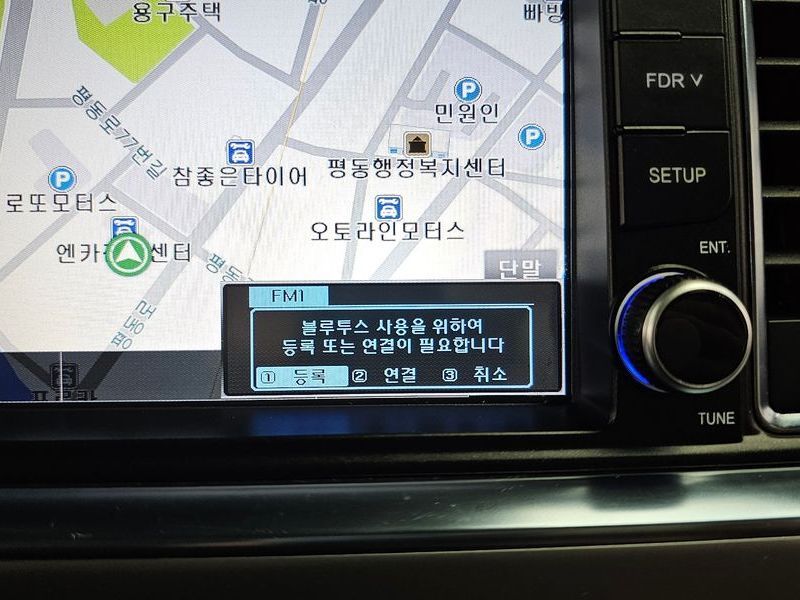 용구주택
빠방
FDR ∨
민원인
평동로77번길
평동행정복지센터
참좋은타이어
SETUP
로또모터스
오토라인모터스
ENT.
엔카
센터
단말
평동
FM1
블루투스 사용을 위하여
등록 또는 연결이 필요합니다
① 등록 ② 연결 ③ 취소
TUNE